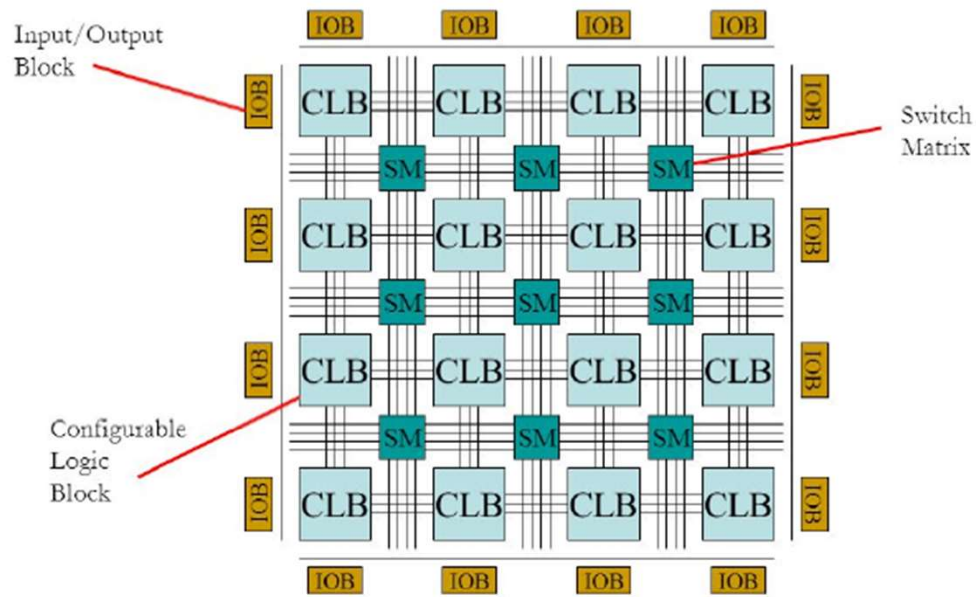 IOB IOB IOB IOB
Input/Output
Block
IOB CLB CLB CLB CLB IOB
Switch
Matrix
SM SM SM
IOB CLB CLB CLB CLB IOB
SM SM SM
IOB CLB CLB CLB CLB IOB
Configurable
Logic
Block
SM SM SM
IOB CLB CLB CLB CLB IOB
IOB IOB IOB IOB